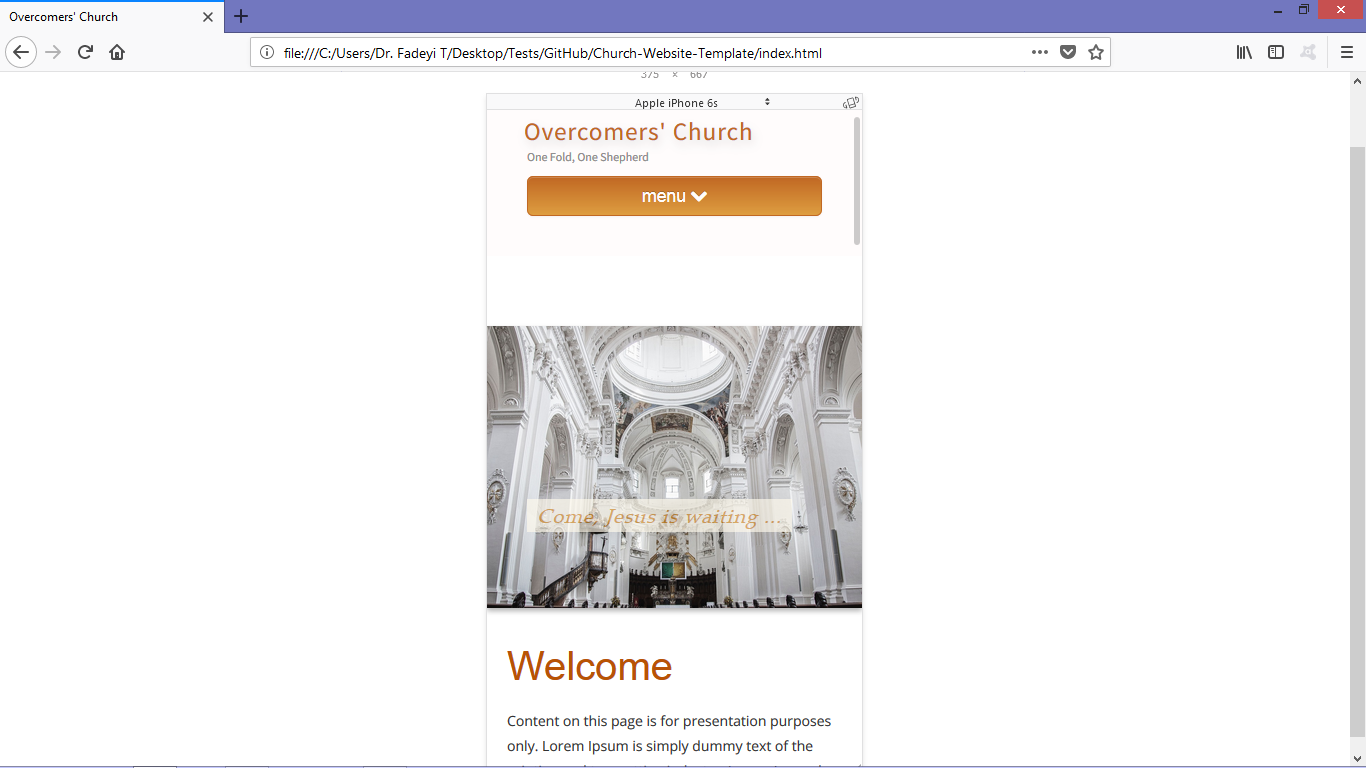 Overcomers' Church
file:///C:/Users/Dr. Fadeyi T/Desktop/Tests/GitHub/Church-Website-Template/index.html
375 × 667
Apple iPhone 6s
Overcomers' Church
One Fold, One Shepherd
menu
Come, Jesus is waiting ...
Welcome
Content on this page is for presentation purposes
only. Lorem Ipsum is simply dummy text of the